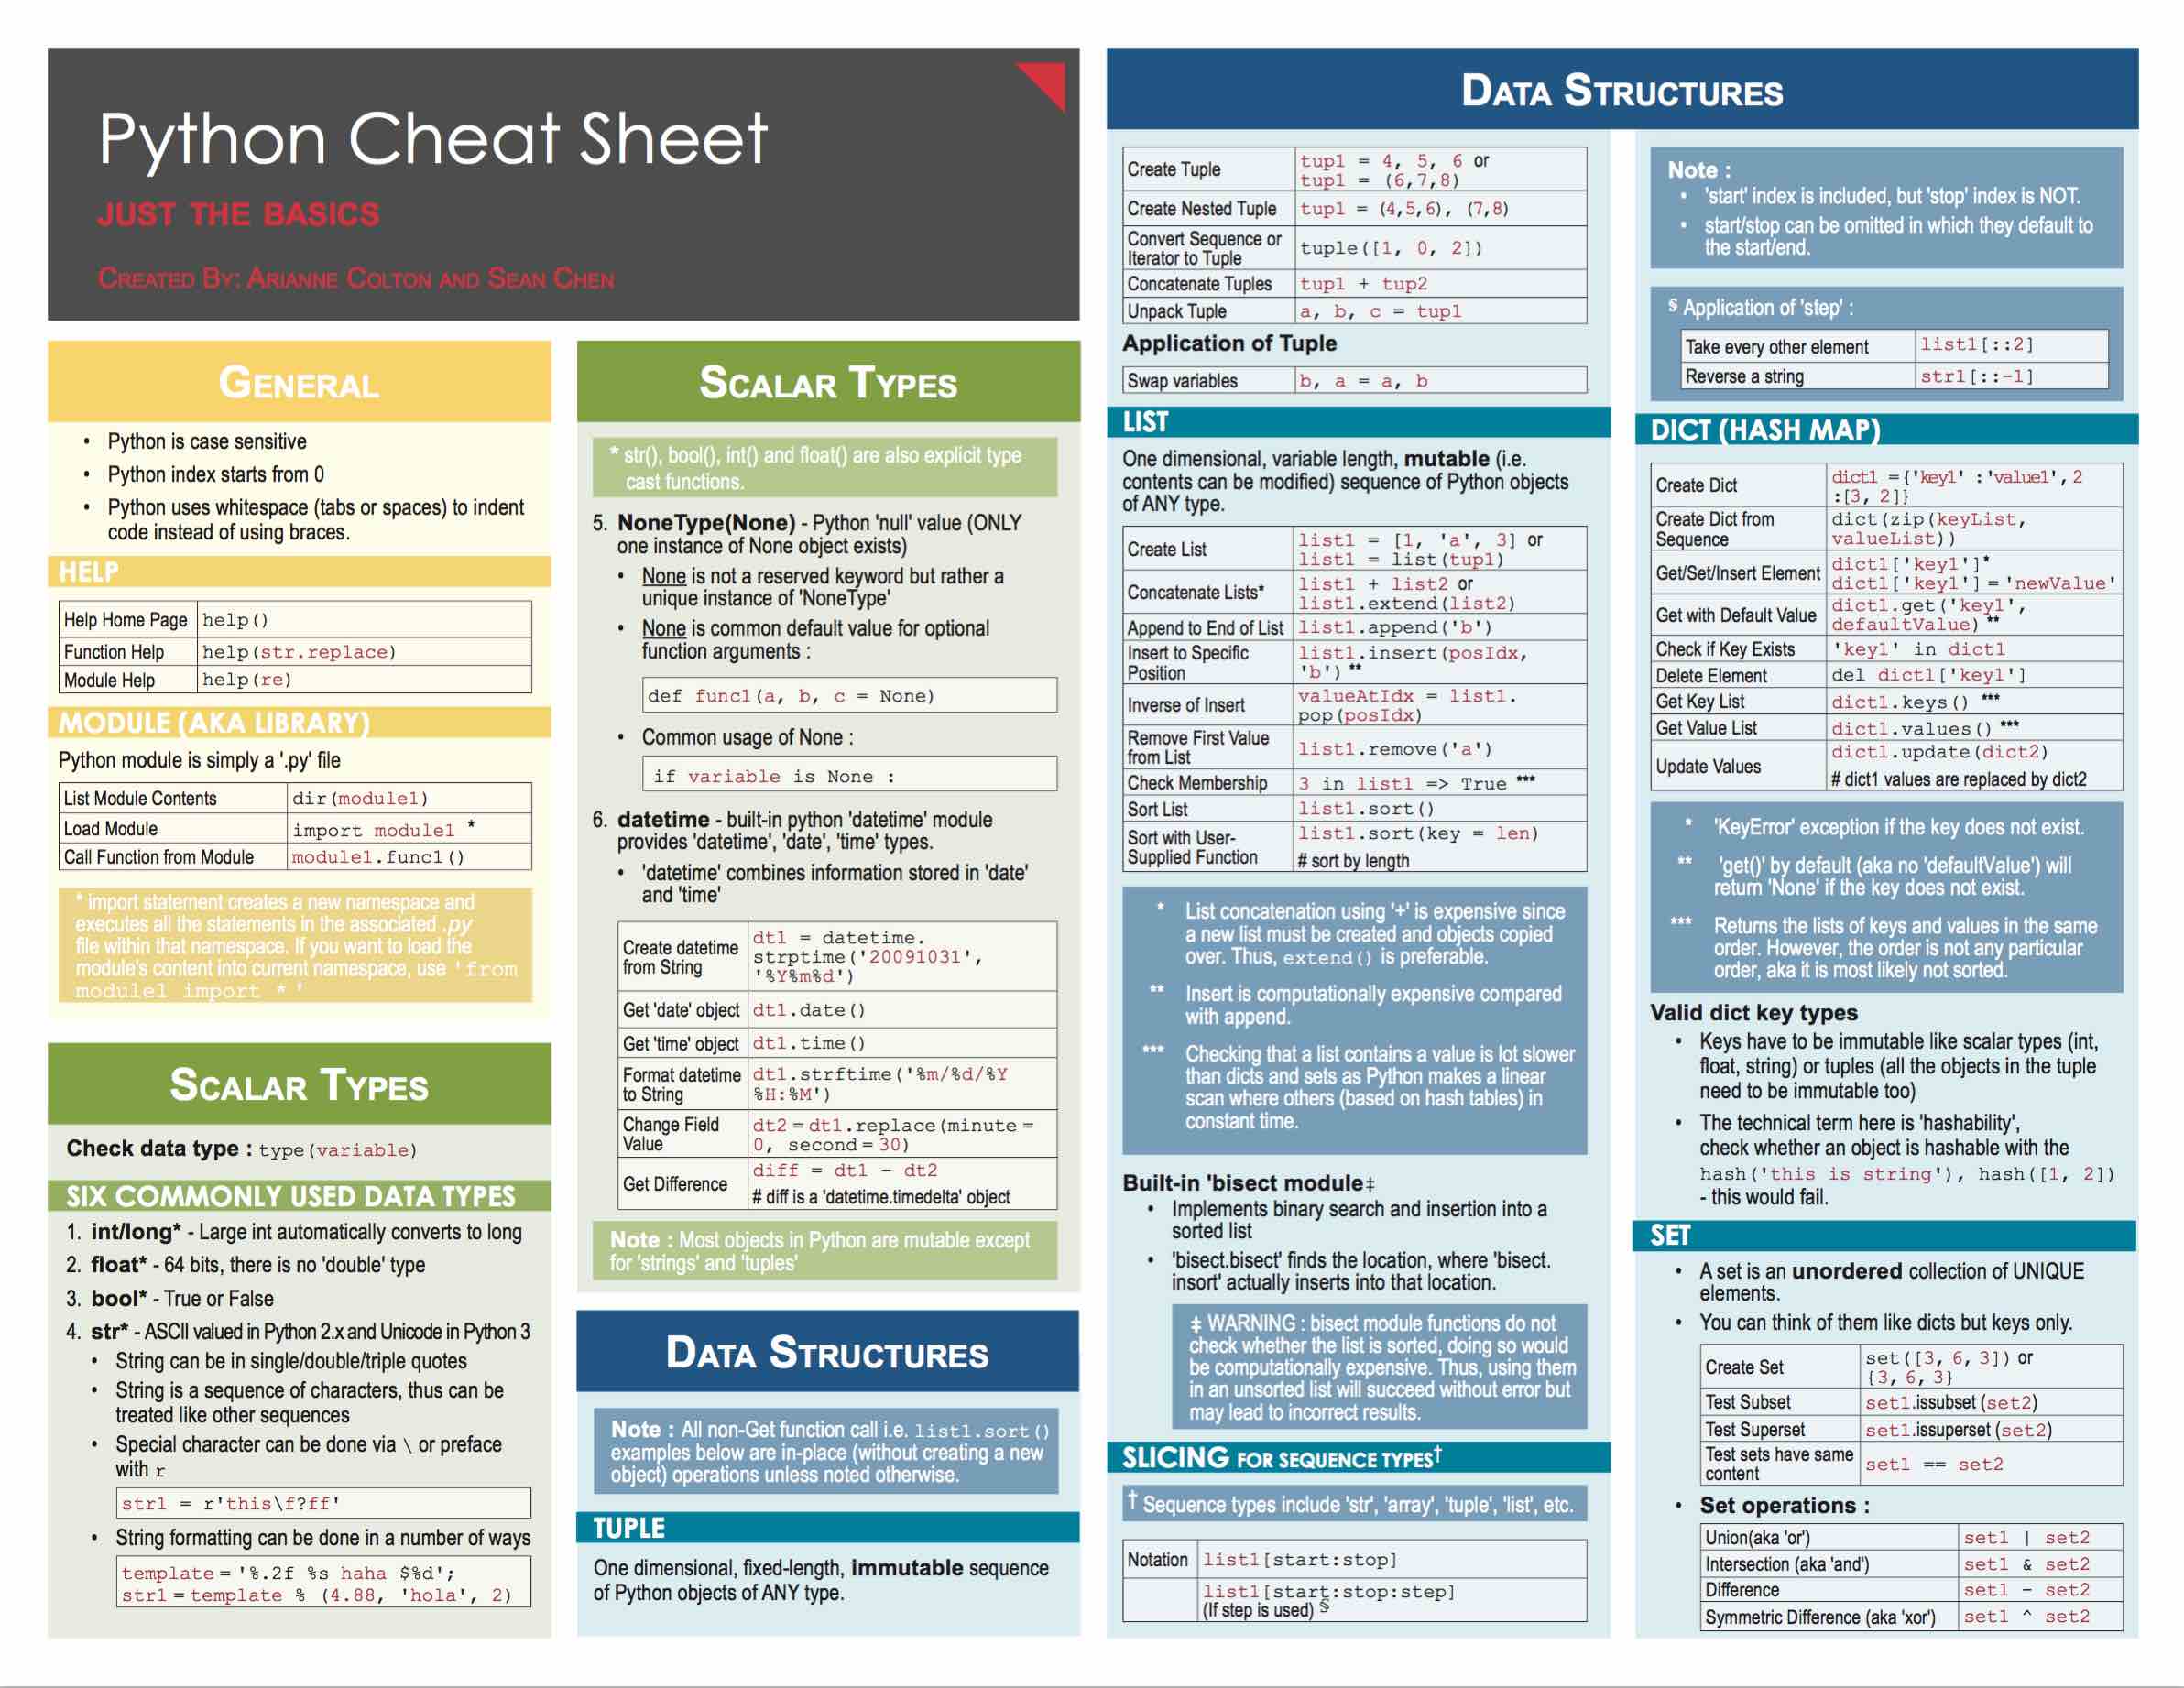 Python Cheat Sheet
JUST THE BASICS
CREATED BY: ARIANNE COLTON AND SEAN CHEN
GENERAL
• Python is case sensitive
• Python index starts from 0
• Python uses whitespace (tabs or spaces) to indent
code instead of using braces.
HELP
Help Home Page help()
Function Help help(str.replace)
Module Help help(re)
MODULE (AKA LIBRARY)
Python module is simply a '.py' file
List Module Contents dir(module1)
Load Module import module1 *
Call Function from Module module1.func1()
* import statement creates a new namespace and
executes all the statements in the associated .py
file within that namespace. If you want to load the
module's content into current namespace, use 'from
module1 import * '
SCALAR TYPES
Check data type : type(variable)
SIX COMMONLY USED DATA TYPES
1. int/long* - Large int automatically converts to long
2. float* - 64 bits, there is no 'double' type
3. bool* - True or False
4. str* - ASCII valued in Python 2.x and Unicode in Python 3
• String can be in single/double/triple quotes
• String is a sequence of characters, thus can be
treated like other sequences
• Special character can be done via \ or preface
with r
str1 = r'this\f?ff'
• String formatting can be done in a number of ways
template = '%.2f %s haha $%d';
str1 = template % (4.88, 'hola', 2)
SCALAR TYPES
* str(), bool(), int() and float() are also explicit type
cast functions.
5. NoneType(None) - Python 'null' value (ONLY
one instance of None object exists)
• None is not a reserved keyword but rather a
unique instance of 'NoneType'
• None is common default value for optional
function arguments :
def func1(a, b, c = None)
• Common usage of None :
if variable is None :
6. datetime - built-in python 'datetime' module
provides 'datetime', 'date', 'time' types.
• 'datetime' combines information stored in 'date'
and 'time'
Create datetime from String dt1 = datetime.
strptime('20091031',
'%Y%m%d')
Get 'date' object dt1.date()
Get 'time' object dt1.time()
Format datetime to String dt1.strftime('%m/%d/%Y
%H:%M')
Change Field Value dt2 = dt1.replace(minute =
0, second = 30)
Get Difference diff = dt1 - dt2
# diff is a 'datetime.timedelta' object
Note : Most objects in Python are mutable except
for 'strings' and 'tuples'
DATA STRUCTURES
Note : All non-Get function call i.e. list1.sort()
examples below are in-place (without creating a new
object) operations unless noted otherwise.
TUPLE
One dimensional, fixed-length, immutable sequence
of Python objects of ANY type.
DATA STRUCTURES
Create Tuple tup1 = 4, 5, 6 or
tup1 = (6,7,8)
Create Nested Tuple tup1 = (4,5,6), (7,8)
Convert Sequence or
Iterator to Tuple tuple([1, 0, 2])
Concatenate Tuples tup1 + tup2
Unpack Tuple a, b, c = tup1
Application of Tuple
Swap variables b, a = a, b
LIST
One dimensional, variable length, mutable (i.e.
contents can be modified) sequence of Python objects
of ANY type.
Create List list1 = [1, 'a', 3] or
list1 = list(tup1)
Concatenate Lists* list1 + list2 or
list1.extend(list2)
Append to End of List list1.append('b')
Insert to Specific
Position list1.insert(posIdx,
'b') **
Inverse of Insert valueAtIdx = list1.
pop(posIdx)
Remove First Value
from List list1.remove('a')
Check Membership 3 in list1 => True ***
Sort List list1.sort()
Sort with User-
Supplied Function list1.sort(key = len)
# sort by length
* List concatenation using '+' is expensive since
a new list must be created and objects copied
over. Thus, extend() is preferable.
** Insert is computationally expensive compared
with append.
*** Checking that a list contains a value is lot slower
than dicts and sets as Python makes a linear
scan where others (based on hash tables) in
constant time.
Built-in 'bisect module‡
• Implements binary search and insertion into a
sorted list
• 'bisect.bisect' finds the location, where 'bisect.
insort' actually inserts into that location.
‡ WARNING : bisect module functions do not
check whether the list is sorted, doing so would
be computationally expensive. Thus, using them
in an unsorted list will succeed without error but
may lead to incorrect results.
SLICING FOR SEQUENCE TYPES†
† Sequence types include 'str', 'array', 'tuple', 'list', etc.
Notation list1[start:stop]
list1[start:stop:step]
(If step is used) §
Note :
• 'start' index is included, but 'stop' index is NOT.
• start/stop can be omitted in which they default to
the start/end.
§ Application of 'step' :
Take every other element list1[::2]
Reverse a string str1[::-1]
DICT (HASH MAP)
Create Dict dict1 ={'key1' :'value1', 2
:[3, 2]}
Create Dict from
Sequence dict(zip(keyList,
valueList))
Get/Set/Insert Element dict1['key1']*
dict1['key1'] = 'newValue'
Get with Default Value dict1.get('key1',
defaultValue) **
Check if Key Exists 'key1' in dict1
Delete Element del dict1['key1']
Get Key List dict1.keys() ***
Get Value List dict1.values() ***
Update Values dict1.update(dict2)
# dict1 values are replaced by dict2
* 'KeyError' exception if the key does not exist.
** 'get()' by default (aka no 'defaultValue') will
return 'None' if the key does not exist.
*** Returns the lists of keys and values in the same
order. However, the order is not any particular
order, aka it is most likely not sorted.
Valid dict key types
• Keys have to be immutable like scalar types (int,
float, string) or tuples (all the objects in the tuple
need to be immutable too)
• The technical term here is 'hashability',
check whether an object is hashable with the
hash('this is string'), hash([1, 2])
- this would fail.
SET
• A set is an unordered collection of UNIQUE
elements.
• You can think of them like dicts but keys only.
Create Set set([3, 6, 3]) or
{3, 6, 3}
Test Subset set1.issubset (set2)
Test Superset set1.issuperset (set2)
Test sets have same
content set1 == set2
• Set operations :
Union(aka 'or') set1 | set2
Intersection (aka 'and') set1 & set2
Difference set1 - set2
Symmetric Difference (aka 'xor') set1 ^ set2